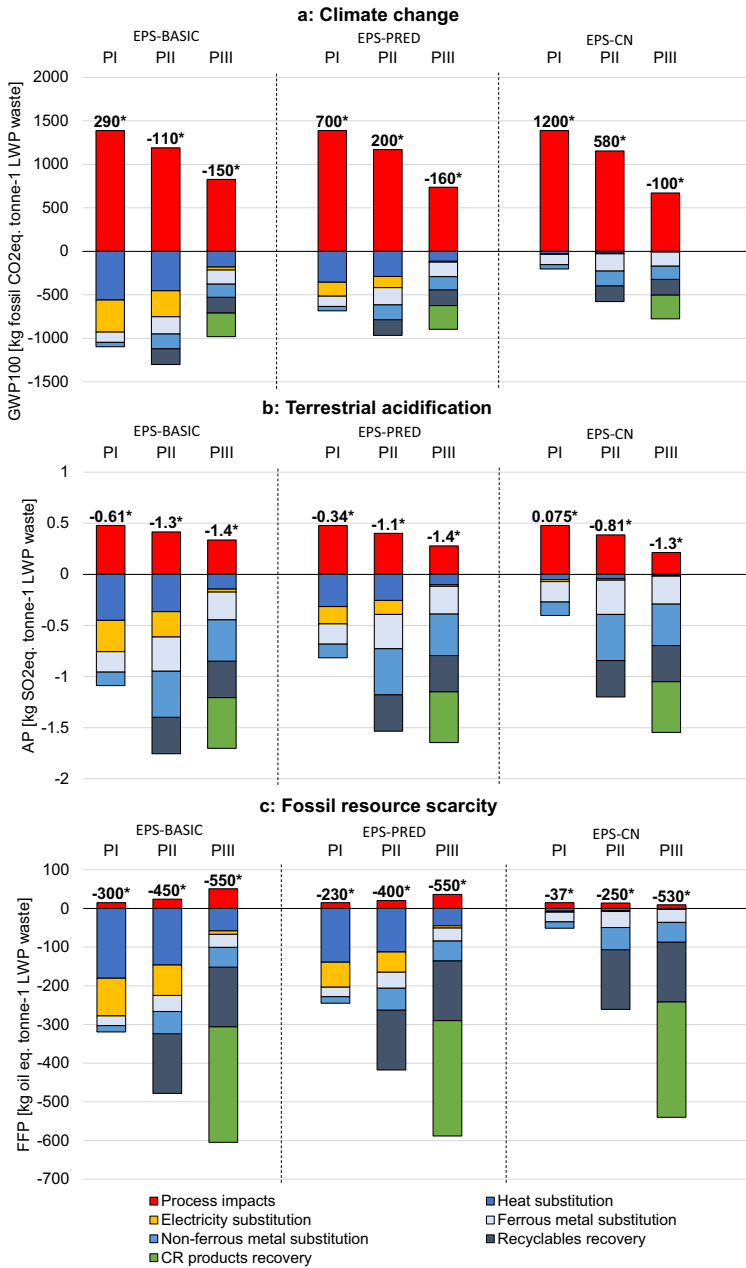 a: Climate change
EPS-BASIC EPS-PRED EPS-CN
PI PII PIII PI PII PIII PI PII PIII
GWP100 [kg fossil CO2eq. tonne-1 LWP waste]
2000
1500
1000
500
0
-500
-1000
-1500
290* -110* -150* 700* 200* -160* 1200* 580* -100*
b: Terrestrial acidification
EPS-BASIC EPS-PRED EPS-CN
PI PII PIII PI PII PIII PI PII PIII
AP [kg SO2eq. tonne-1 LWP waste]
1
0.5
0
-0.5
-1
-1.5
-2
-0.61* -1.3* -1.4* -0.34* -1.1* -1.4* 0.075* -0.81* -1.3*
c: Fossil resource scarcity
EPS-BASIC EPS-PRED EPS-CN
PI PII PIII PI PII PIII PI PII PIII
FFP [kg oil eq. tonne-1 LWP waste]
100
0
-100
-200
-300
-400
-500
-600
-700
-300* -450* -550* -230* -400* -550* -37* -250* -530*
Process impacts Heat substitution
Electricity substitution Ferrous metal substitution
Non-ferrous metal substitution Recyclables recovery
CR products recovery